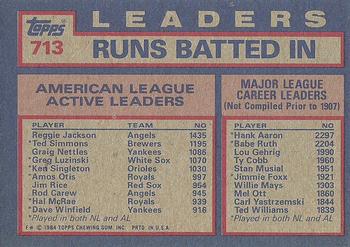 LEADERS
Topps
713
RUNS BATTED IN
AMERICAN LEAGUE
ACTIVE LEADERS
PLAYER TEAM NO
Reggie Jackson Angels 1435
*Ted Simmons Brewers 1195
Graig Nettles Yankees 1086
*Greg Luzinski White Sox 1070
*Ken Singleton Orioles 1030
*Amos Otis Royals 997
Jim Rice Red Sox 970
*Rod Carew Angels 947
*Hal McRae Royals 939
*Dave Winfield Yankees 916
*Played in both NL and AL
MAJOR LEAGUE
CAREER LEADERS
(Not Compiled Prior to 1907)
PLAYER NO
*Hank Aaron 2297
*Babe Ruth 2204
Lou Gehrig 1990
Ty Cobb 1960
Stan Musial 1951
*Jimmie Foxx 1921
Willie Mays 1903
Mel Ott 1860
Carl Yastrzemski 1844
Ted Williams 1839
*Played in both NL and AL
© 1984 TOPPS CHEWING GUM, INC. PRTD. IN U.S.A.